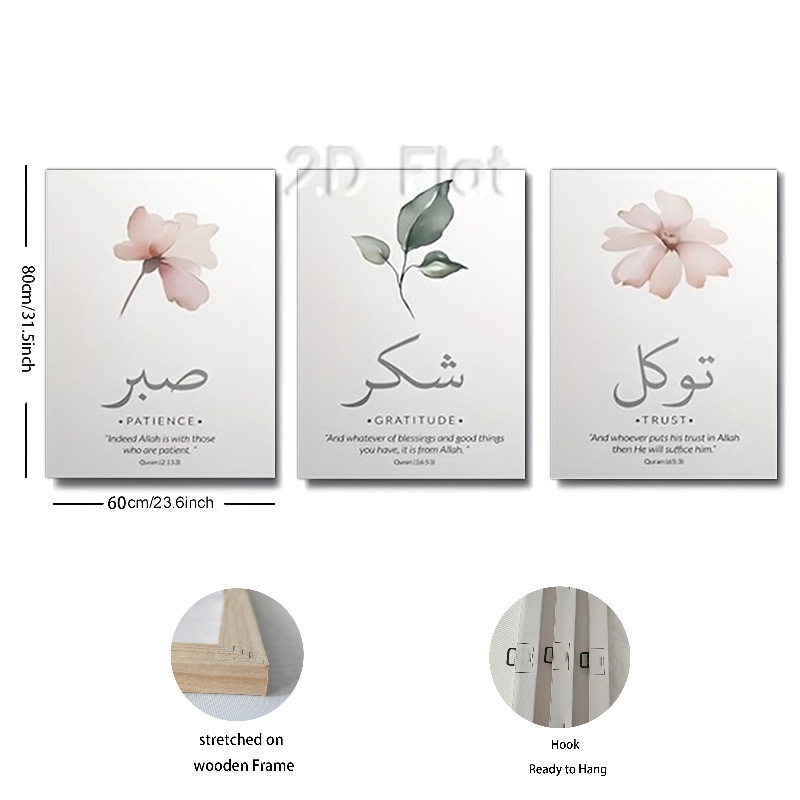 2D Flat
80cm/31.5inch
صبر
•PATIENCE•
"Indeed Allah is with those
who are patient. "
Quran (2:153)
شكر
•GRATITUDE•
"And whatever of blessings and good things
you have, it is from Allah. "
Quran (16:53)
توكل
•TRUST•
"And whoever puts his trust in Allah
then He will suffice him."
Quran (65:3)
60cm/23.6inch
stretched on
wooden Frame
Hook
Ready to Hang